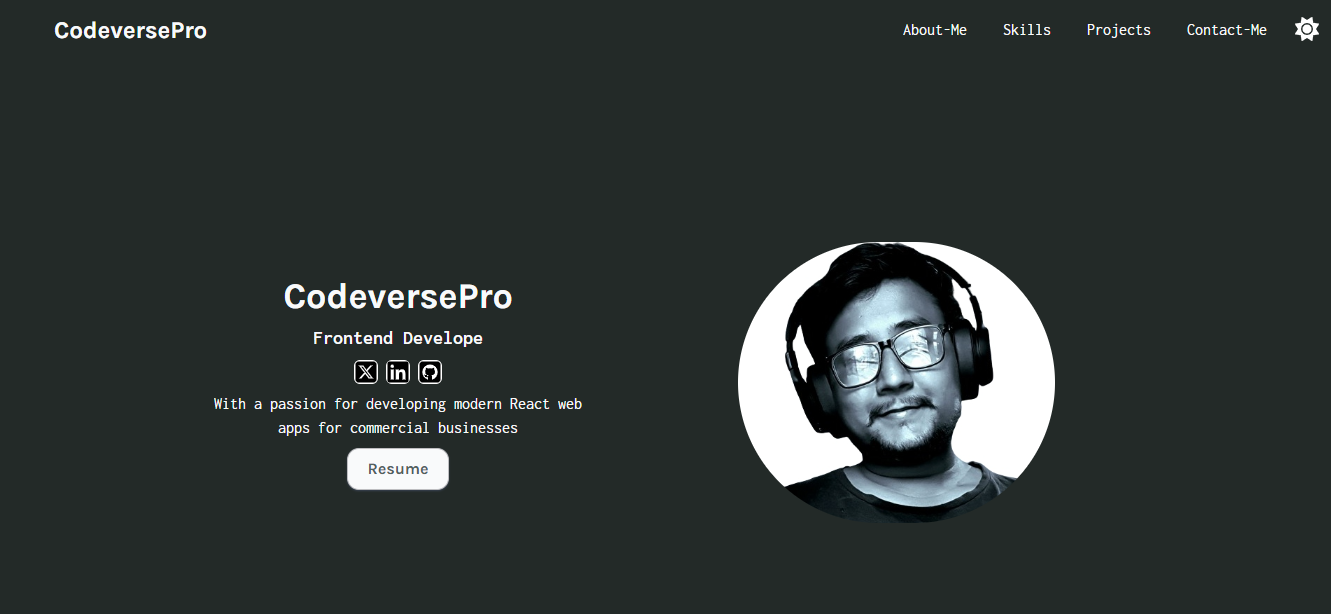 CodeversePro
About-Me Skills Projects Contact-Me
CodeversePro
Frontend Develope
X in
With a passion for developing modern React web
apps for commercial businesses
Resume